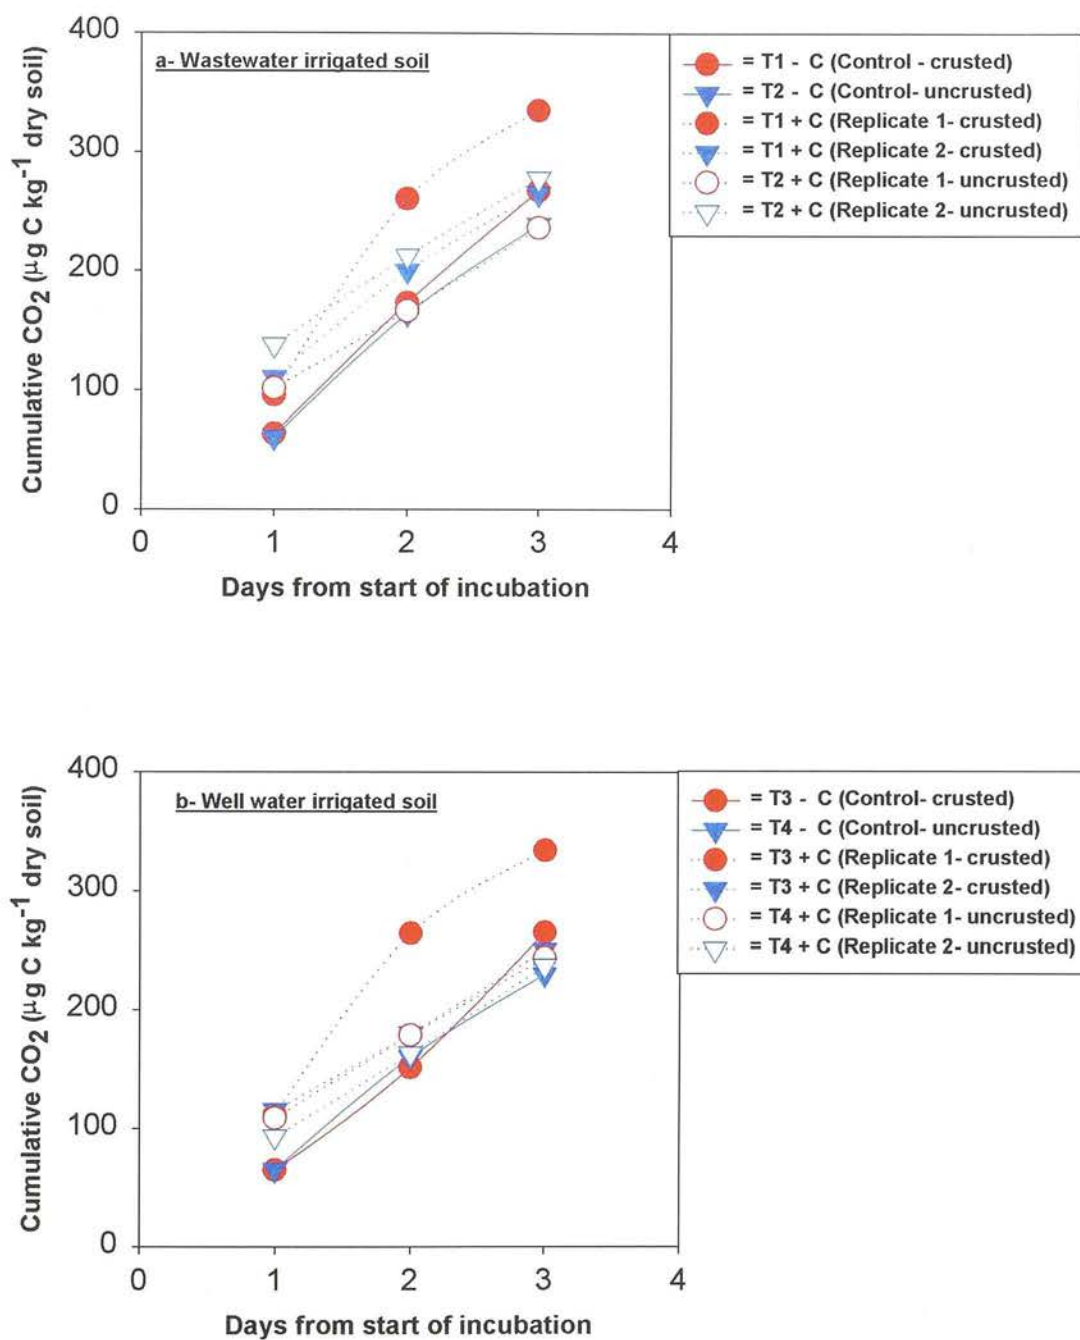 a- Wastewater irrigated soil
Cumulative CO2 (µg C kg-1 dry soil)
400
300
200
100
0
0 1 2 3 4
Days from start of incubation
= T1 - C (Control - crusted)
= T2 - C (Control- uncrusted)
= T1 + C (Replicate 1- crusted)
= T1 + C (Replicate 2- crusted)
= T2 + C (Replicate 1- uncrusted)
= T2 + C (Replicate 2- uncrusted)
b- Well water irrigated soil
Cumulative CO2 (µg C kg-1 dry soil)
400
300
200
100
0
0 1 2 3 4
Days from start of incubation
= T3 - C (Control- crusted)
= T4 - C (Control- uncrusted)
= T3 + C (Replicate 1- crusted)
= T3 + C (Replicate 2- crusted)
= T4 + C (Replicate 1- uncrusted)
= T4 + C (Replicate 2- uncrusted)